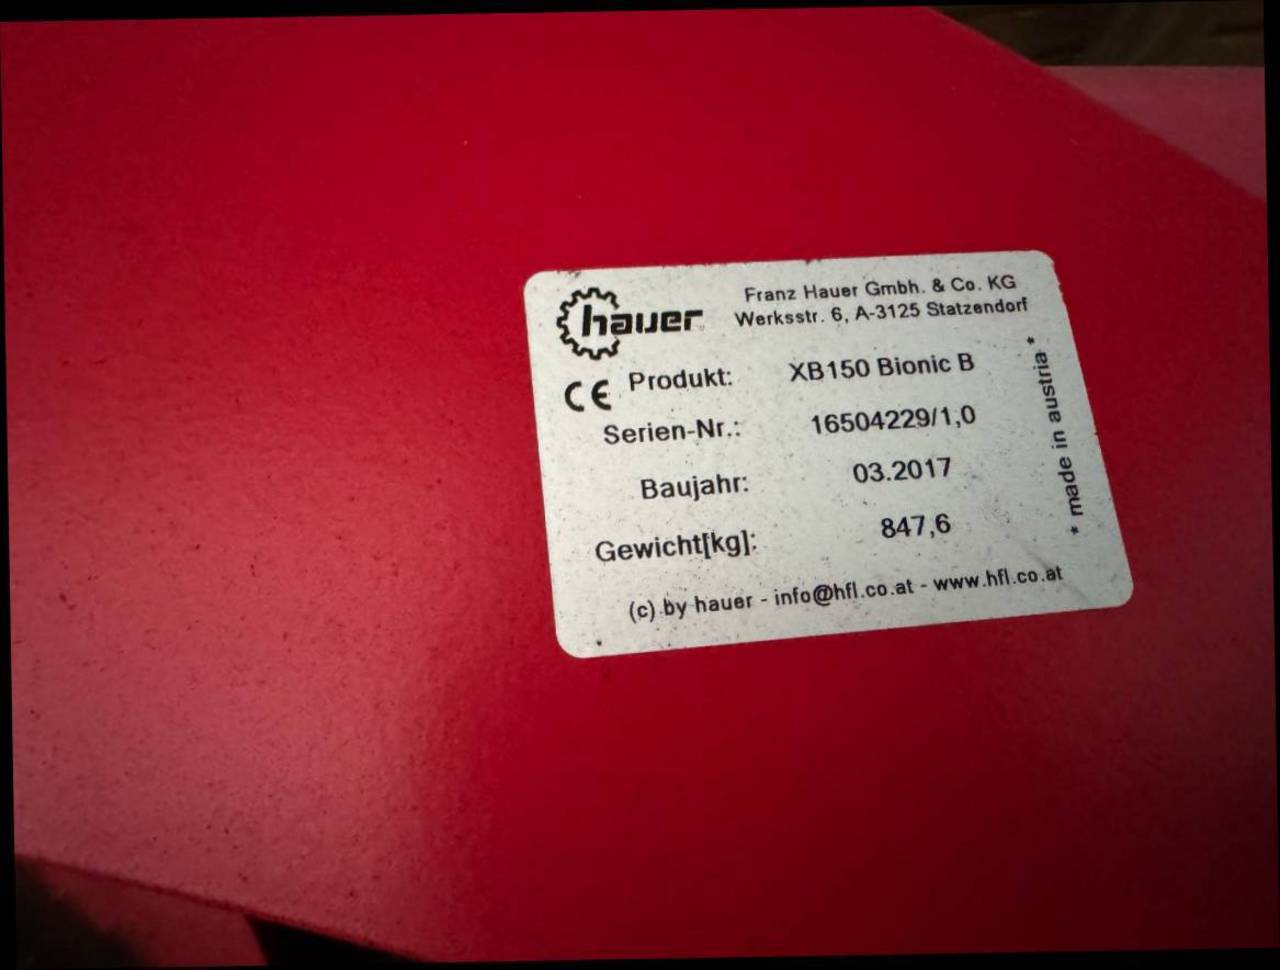 hauer
Franz Hauer Gmbh. & Co. KG
Werksstr. 6, A-3125 Statzendorf
CE Produkt: XB150 Bionic B
Serien-Nr.: 16504229/1,0
Baujahr: 03.2017
Gewicht[kg]: 847,6
(c) by hauer - info@hfl.co.at - www.hfl.co.at
* made in austria *